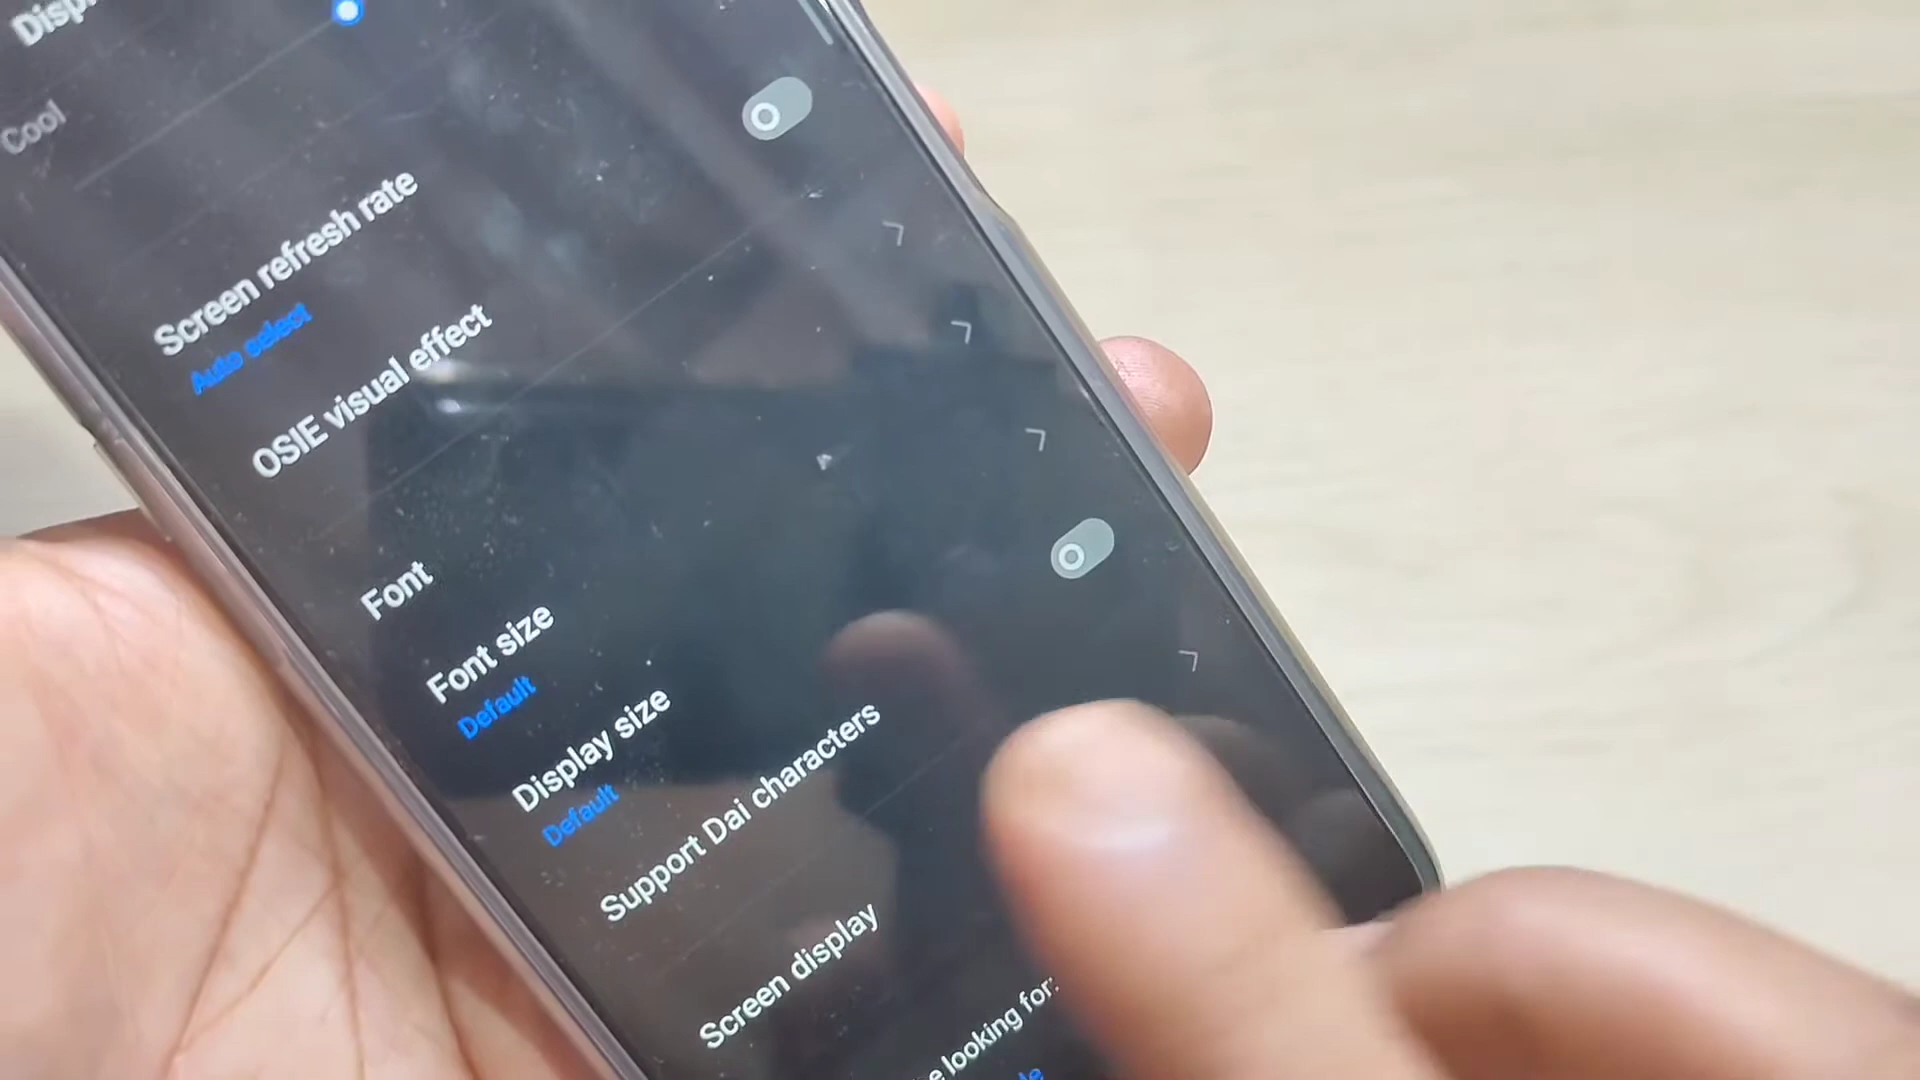 Cool
Screen refresh rate
Auto select
OSIE visual effect
Font
Font size
Default
Display size
Default
Support Dai characters
Screen display
looking for: